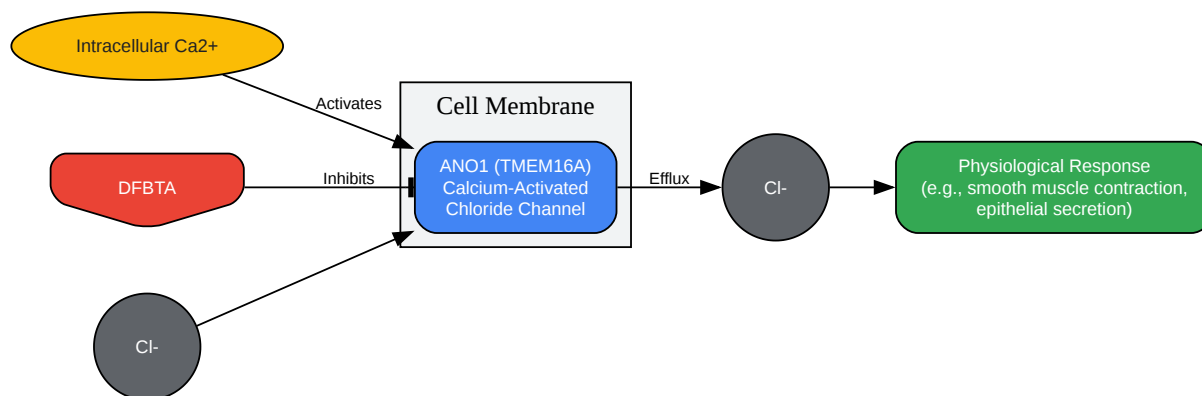 Intracellular Ca2+
Activates
Cell Membrane
DFBTA
Inhibits
ANO1 (TMEM16A)
Calcium-Activated
Chloride Channel
Efflux
Cl-
Physiological Response
(e.g., smooth muscle contraction,
epithelial secretion)
Cl-